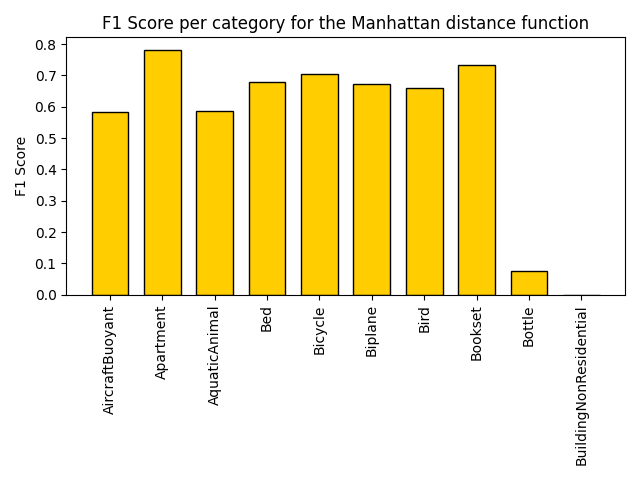 F1 Score per category for the Manhattan distance function
F1 Score
0.8
0.7
0.6
0.5
0.4
0.3
0.2
0.1
0.0
AircraftBuoyant
Apartment
AquaticAnimal
Bed
Bicycle
Biplane
Bird
Bookset
Bottle
BuildingNonResidential